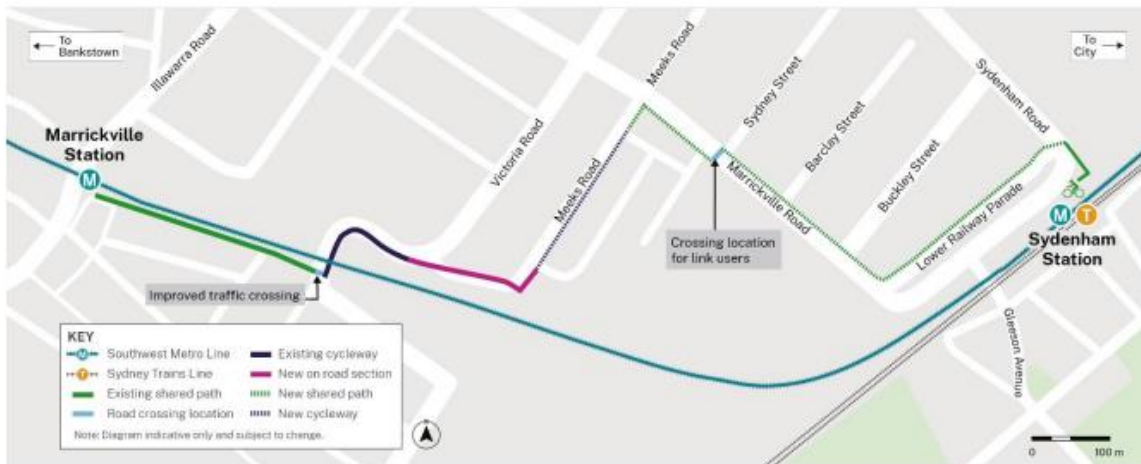 To
Bankstown
Illawarra Road
Meeks Road
To
City
Sydenham Road
Sydney Street
Marrickville
Station
M
Victoria Road
Barclay Street
Buckley Street
Meeks Road
Marrickville Road
Lower Railway Parade
M T
Sydenham
Station
Crossing location
for link users
Improved traffic crossing
Gleeson Avenue
KEY
M Southwest Metro Line
T Sydney Trains Line
Existing shared path
Road crossing location
Existing cycleway
New on road section
New shared path
New cycleway
Note: Diagram indicative only and subject to change.
0 100 m